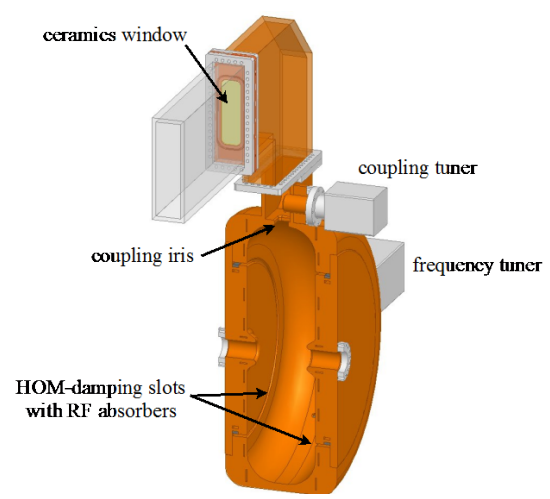 ceramics window
coupling tuner
coupling iris
frequency tuner
HOM-damping slots
with RF absorbers